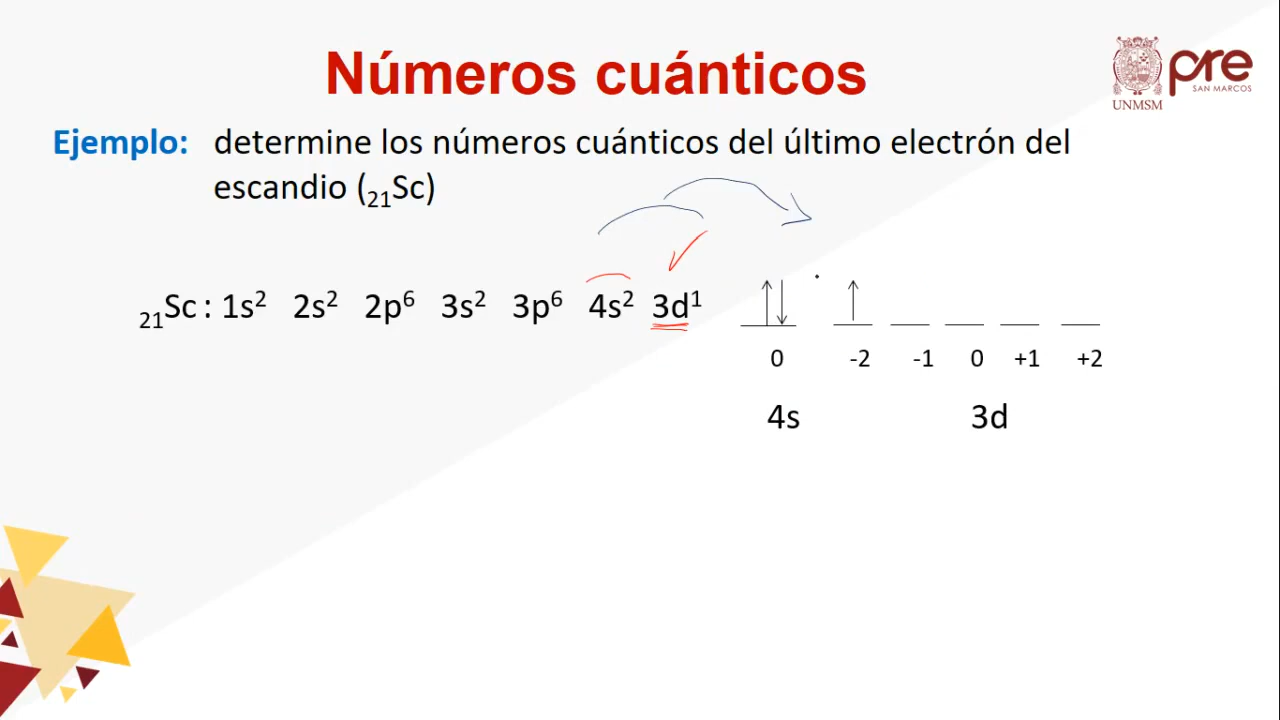 Números cuánticos
pre
SAN MARCOS
UNMSM
Ejemplo: determine los números cuánticos del último electrón del
escandio (₂₁Sc)
₂₁Sc : 1s² 2s² 2p⁶ 3s² 3p⁶ 4s² 3d¹
0 -2 -1 0 +1 +2
4s 3d